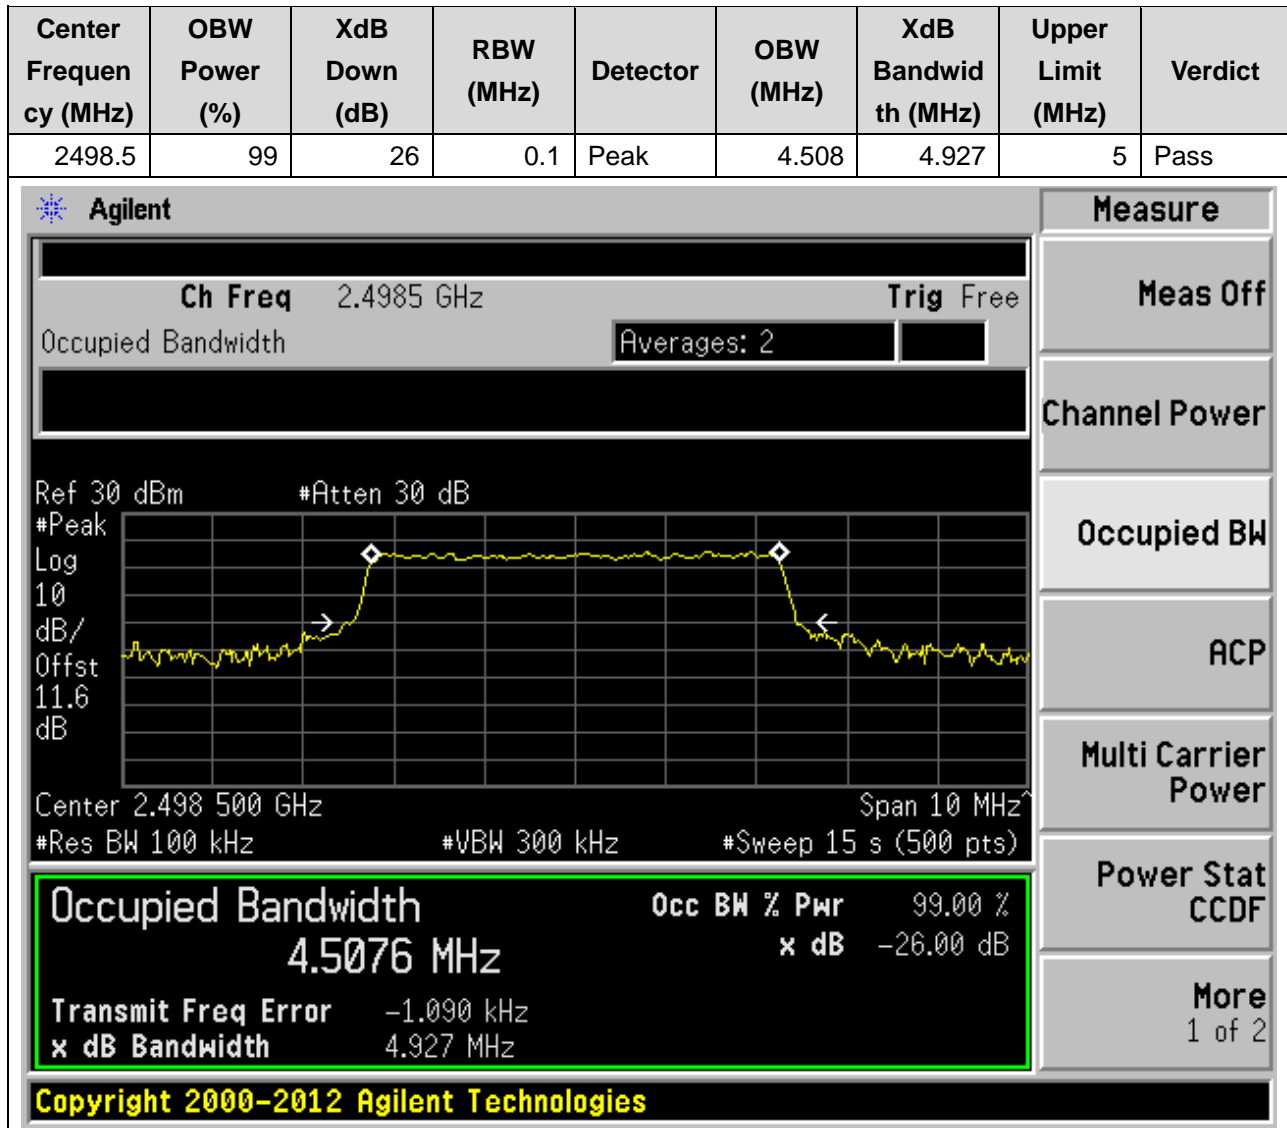 Center Frequen cy (MHz) OBW Power (%) XdB Down (dB) RBW (MHz) Detector OBW (MHz) XdB Bandwid th (MHz) Upper Limit (MHz) Verdict
2498.5 99 26 0.1 Peak 4.508 4.927 5 Pass
Agilent
Measure
Ch Freq 2.4985 GHz Trig Free
Meas Off
Occupied Bandwidth Averages: 2
Channel Power
Ref 30 dBm #Atten 30 dB
#Peak
Log
10
dB/
Offst
11.6
dB
Occupied BW
ACP
Multi Carrier
Power
Center 2.498 500 GHz Span 10 MHz^
#Res BW 100 kHz #VBW 300 kHz #Sweep 15 s (500 pts)
Power Stat
CCDF
Occupied Bandwidth Occ BW % Pwr 99.00 %
4.5076 MHz x dB -26.00 dB
Transmit Freq Error -1.090 kHz
x dB Bandwidth 4.927 MHz
More
1 of 2
Copyright 2000-2012 Agilent Technologies